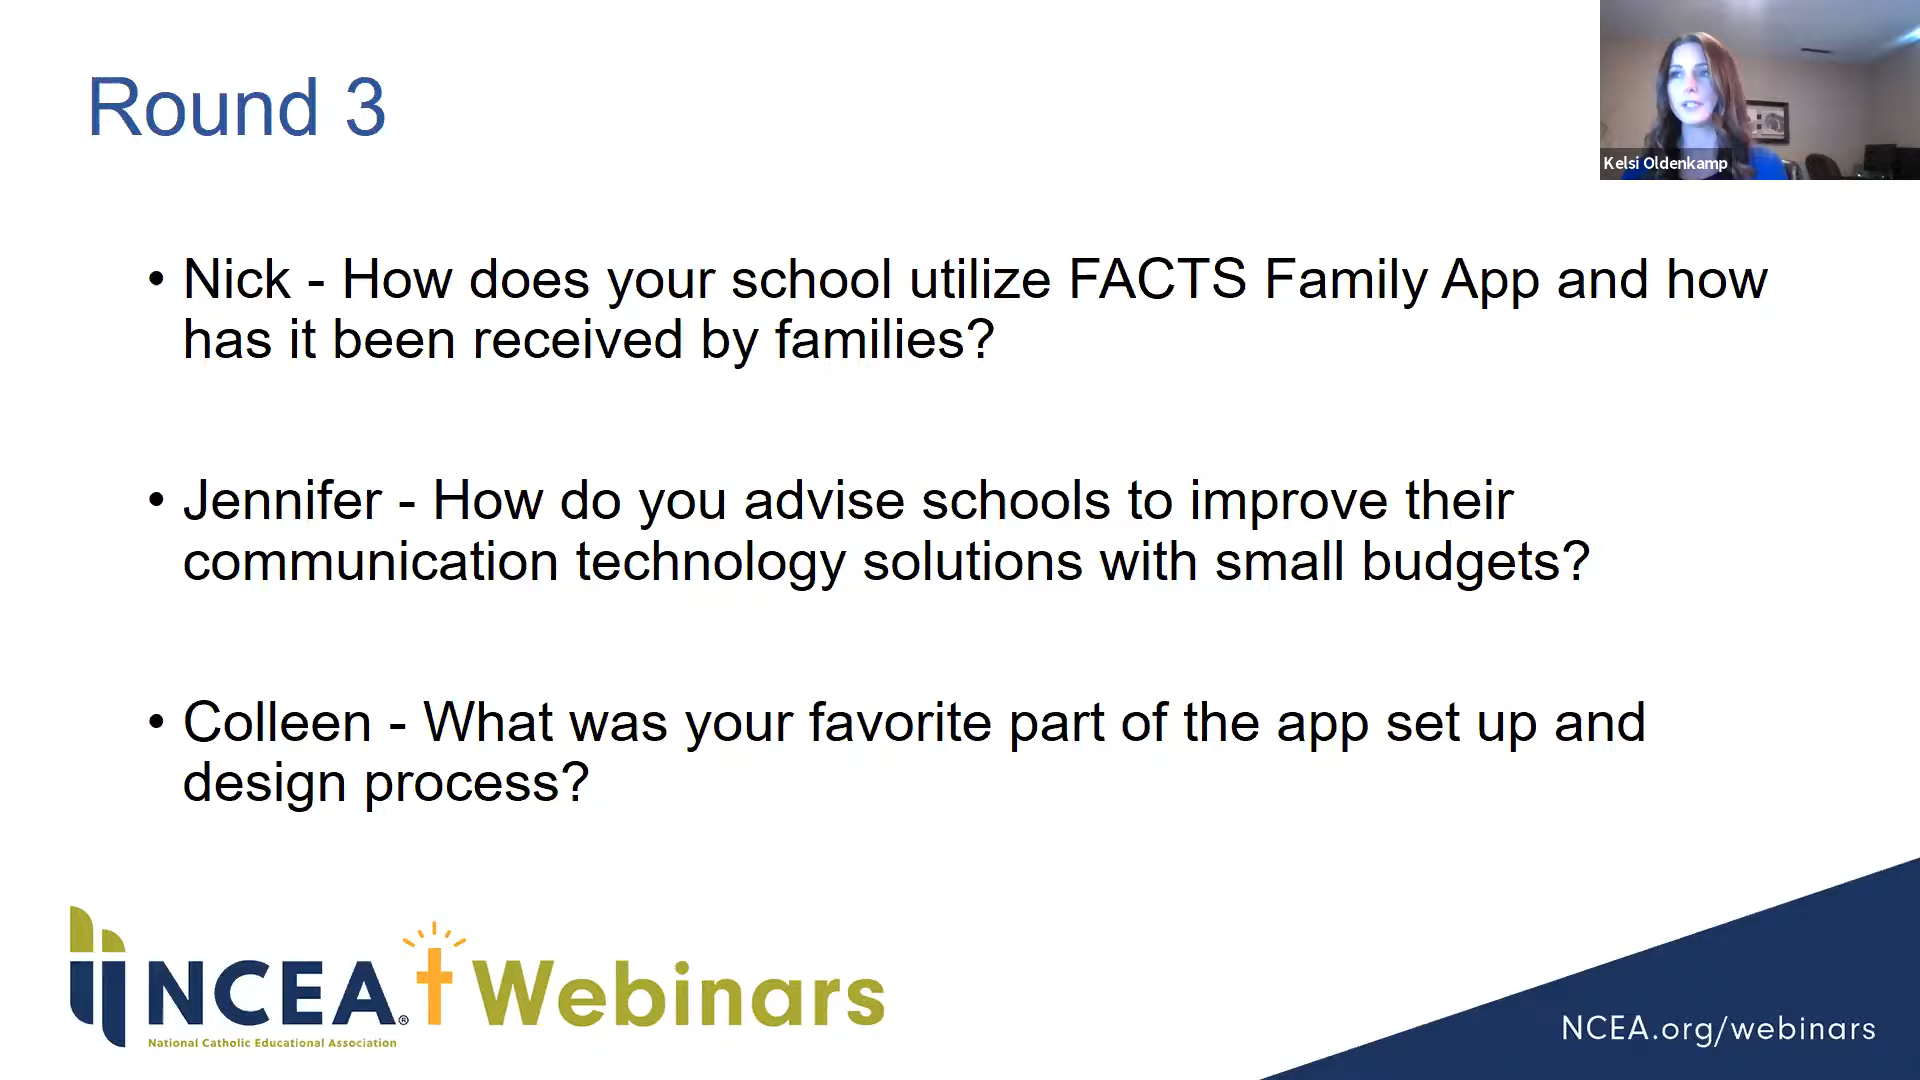 Round 3
Kelsi Oldenkamp
• Nick - How does your school utilize FACTS Family App and how
has it been received by families?
• Jennifer - How do you advise schools to improve their
communication technology solutions with small budgets?
• Colleen - What was your favorite part of the app set up and
design process?
NCEA® Webinars
National Catholic Educational Association
NCEA.org/webinars